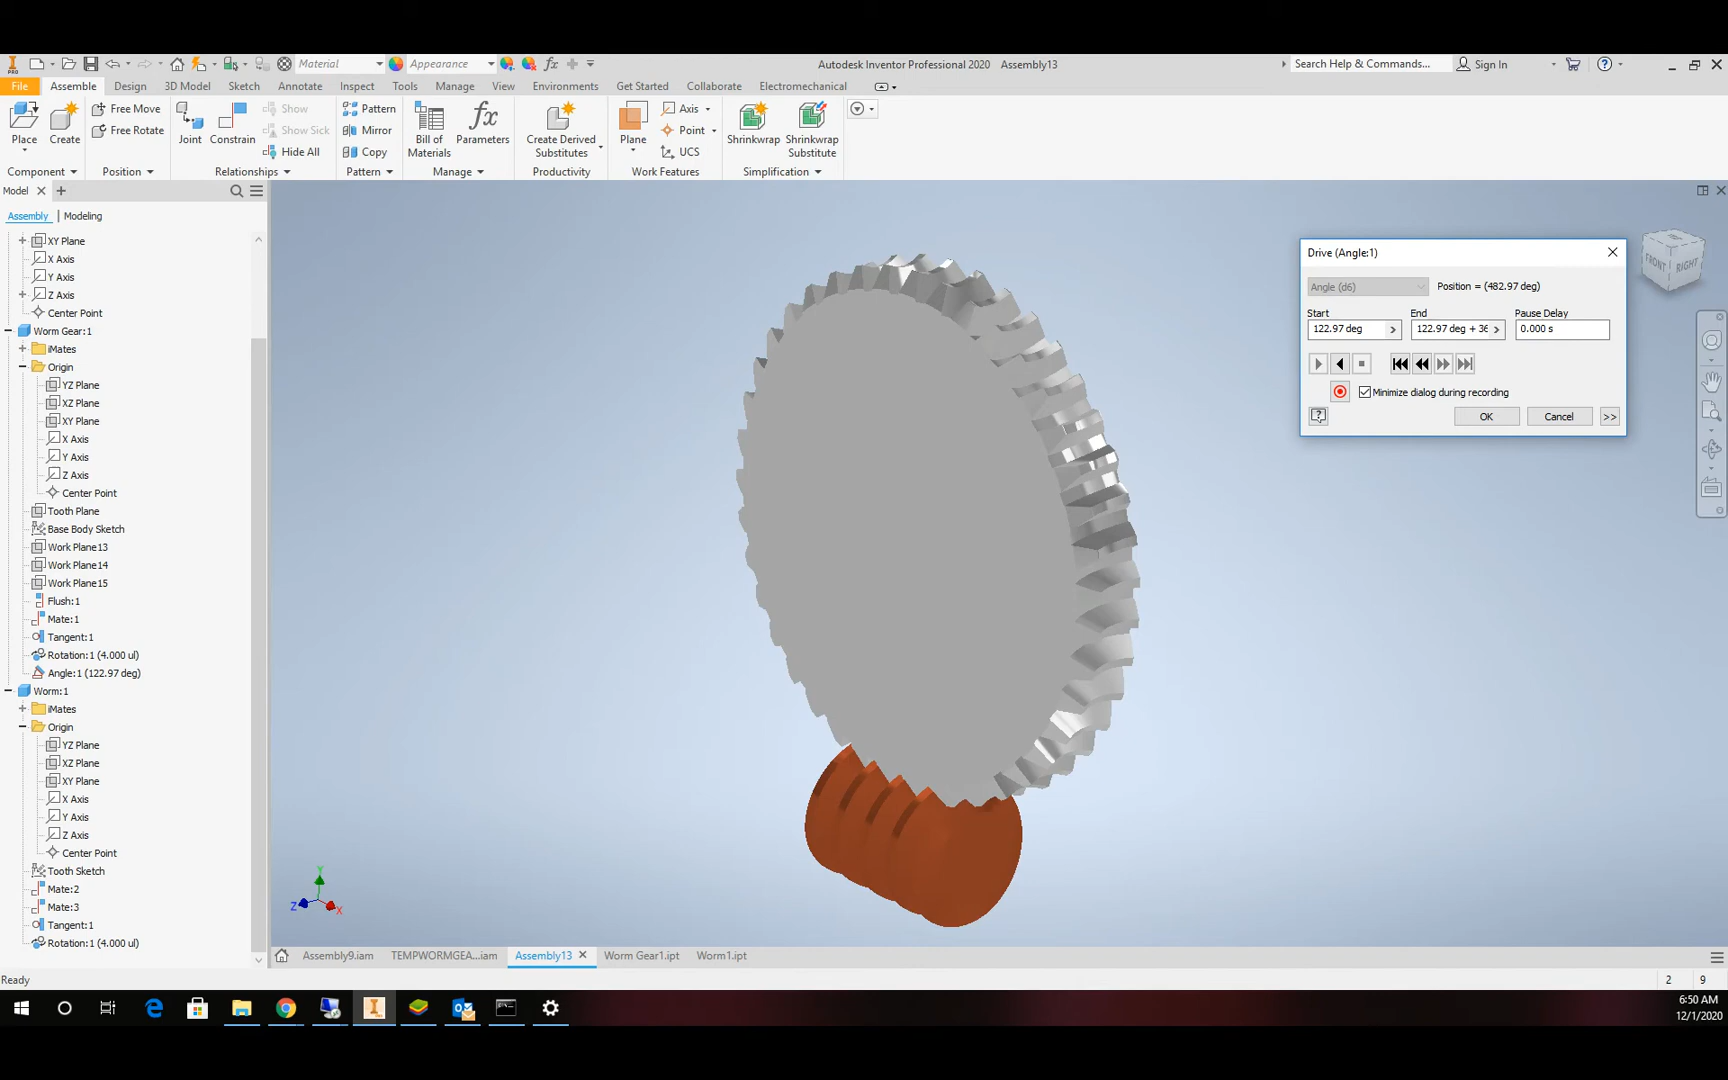 Material
Appearance
Autodesk Inventor Professional 2020 Assembly13
Search Help & Commands...
Sign In
File Assemble Design 3D Model Sketch Annotate Inspect Tools Manage View Environments Get Started Collaborate Electromechanical
Place
Create
Free Move
Free Rotate
Joint
Constrain
Show
Show Sick
Hide All
Pattern
Mirror
Copy
Bill of
Materials
Parameters
Create Derived
Substitutes
Plane
Axis
Point
UCS
Shrinkwrap
Shrinkwrap
Substitute
Component Position Relationships Pattern Manage Productivity Work Features Simplification
Model
Assembly | Modeling
XY Plane
X Axis
Y Axis
Z Axis
Center Point
Worm Gear:1
iMates
Origin
YZ Plane
XZ Plane
XY Plane
X Axis
Y Axis
Z Axis
Center Point
Tooth Plane
Base Body Sketch
Work Plane13
Work Plane14
Work Plane15
Flush:1
Mate:1
Tangent:1
Rotation:1 (4.000 ul)
Angle:1 (122.97 deg)
Worm:1
iMates
Origin
YZ Plane
XZ Plane
XY Plane
X Axis
Y Axis
Z Axis
Center Point
Tooth Sketch
Mate:2
Mate:3
Tangent:1
Rotation:1 (4.000 ul)
Drive (Angle:1)
Angle (d6)
Position = (482.97 deg)
Start End Pause Delay
122.97 deg
122.97 deg + 36
0.000 s
Minimize dialog during recording
OK Cancel >>
FRONT RIGHT
Y
Z
X
Assembly9.iam TEMPWORMGEA...iam Assembly13 Worm Gear1.ipt Worm1.ipt
Ready
2 9
6:50 AM
12/1/2020